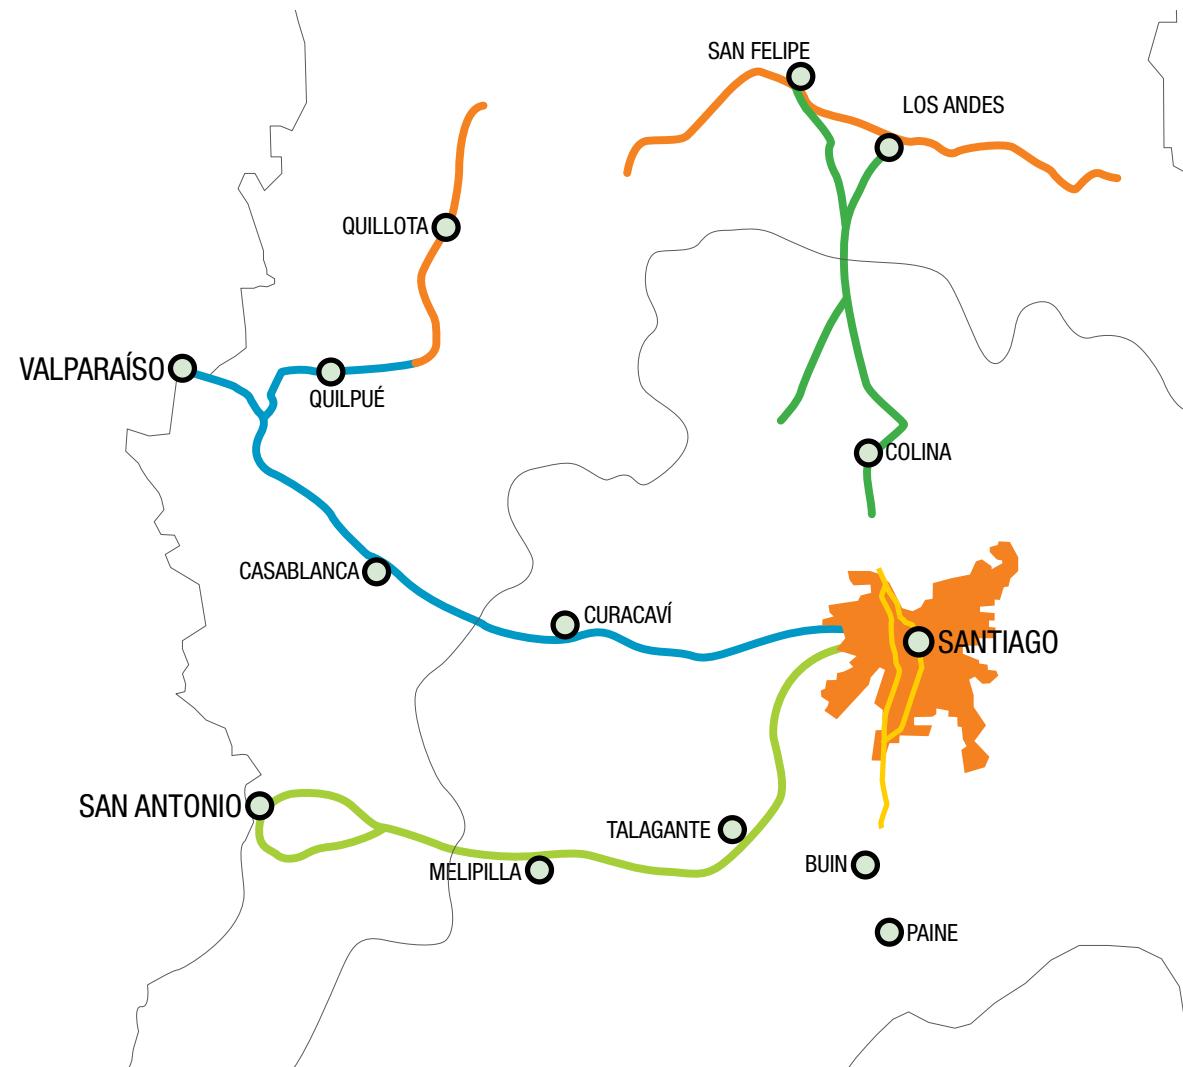 SAN FELIPE
LOS ANDES
QUILLOTA
VALPARAÍSO
QUILPUÉ
COLINA
CASABLANCA
CURACAVÍ
SANTIAGO
SAN ANTONIO
TALAGANTE
MELIPILLA
BUIN
PAINE